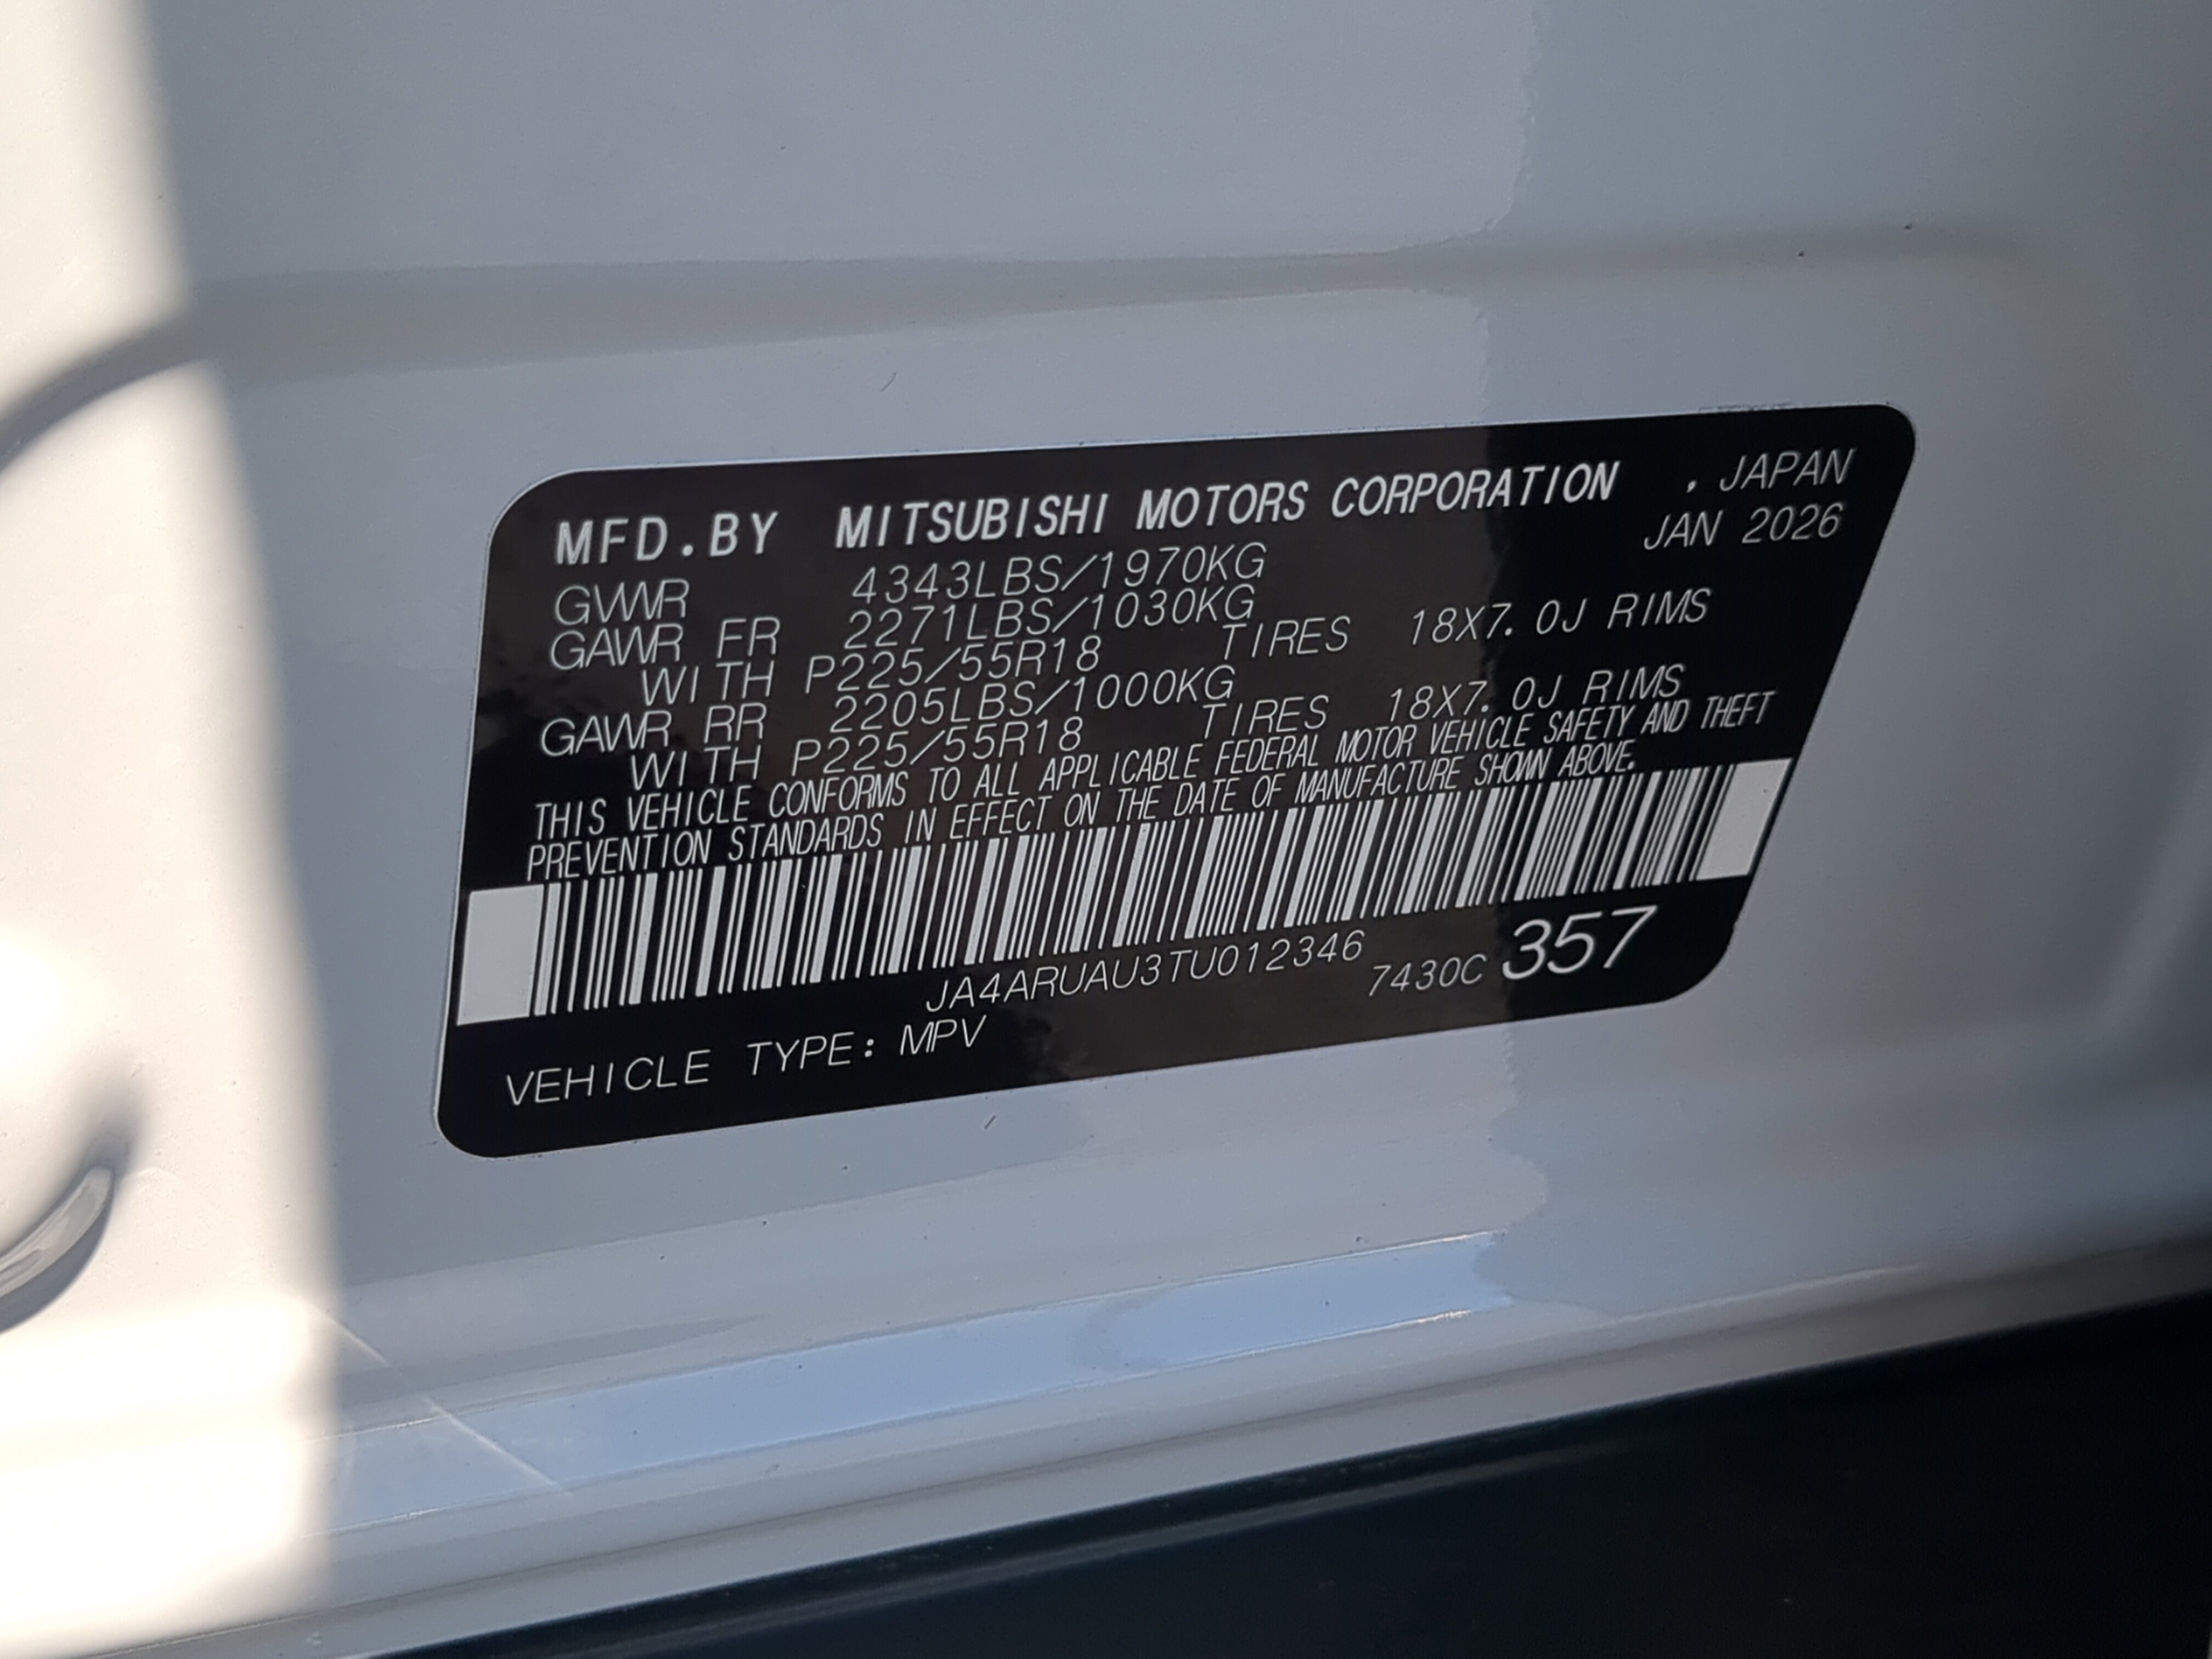 MFD.BY MITSUBISHI MOTORS CORPORATION , JAPAN
JAN 2026
GVWR 4343LBS/1970KG
GAWR FR 2271LBS/1030KG
WITH P225/55R18 TIRES 18X7.0J RIMS
GAWR RR 2205LBS/1000KG
WITH P225/55R18 TIRES 18X7.0J RIMS
THIS VEHICLE CONFORMS TO ALL APPLICABLE FEDERAL MOTOR VEHICLE SAFETY AND THEFT
PREVENTION STANDARDS IN EFFECT ON THE DATE OF MANUFACTURE SHOWN ABOVE.
JA4ARUAU3TU012346 7430C 357
VEHICLE TYPE: MPV